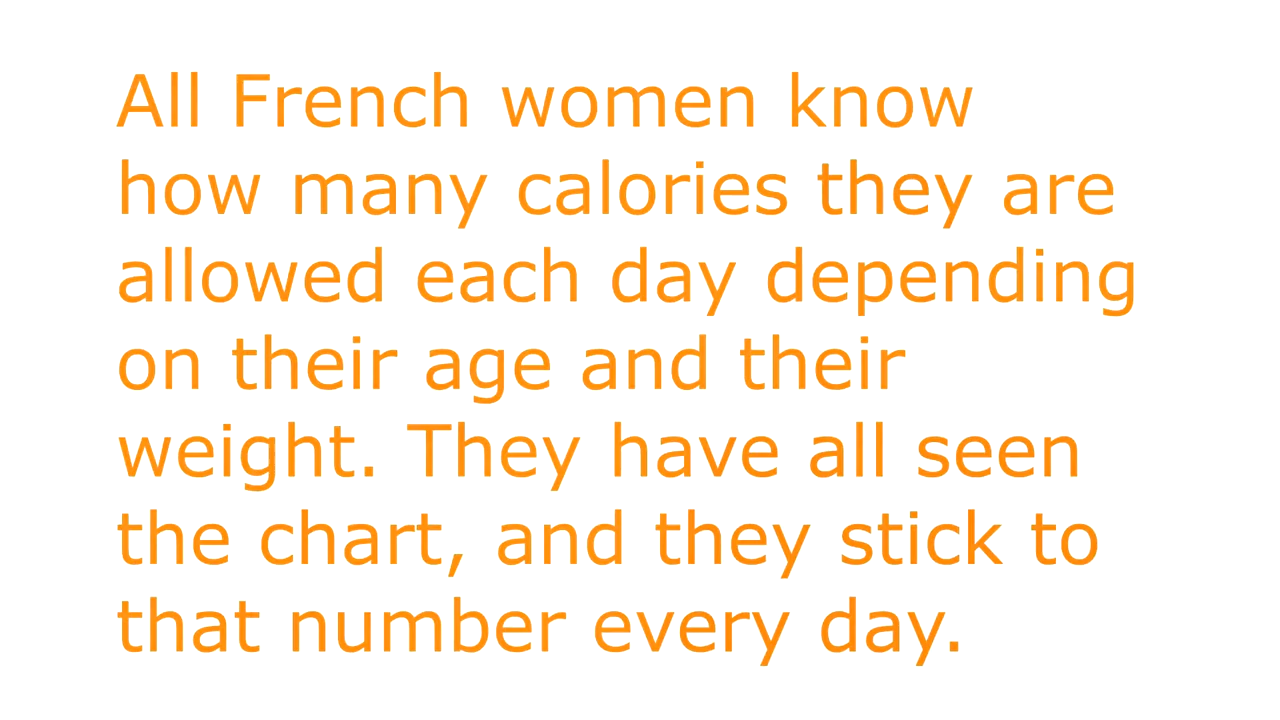 All French women know
how many calories they are
allowed each day depending
on their age and their
weight. They have all seen
the chart, and they stick to
that number every day.